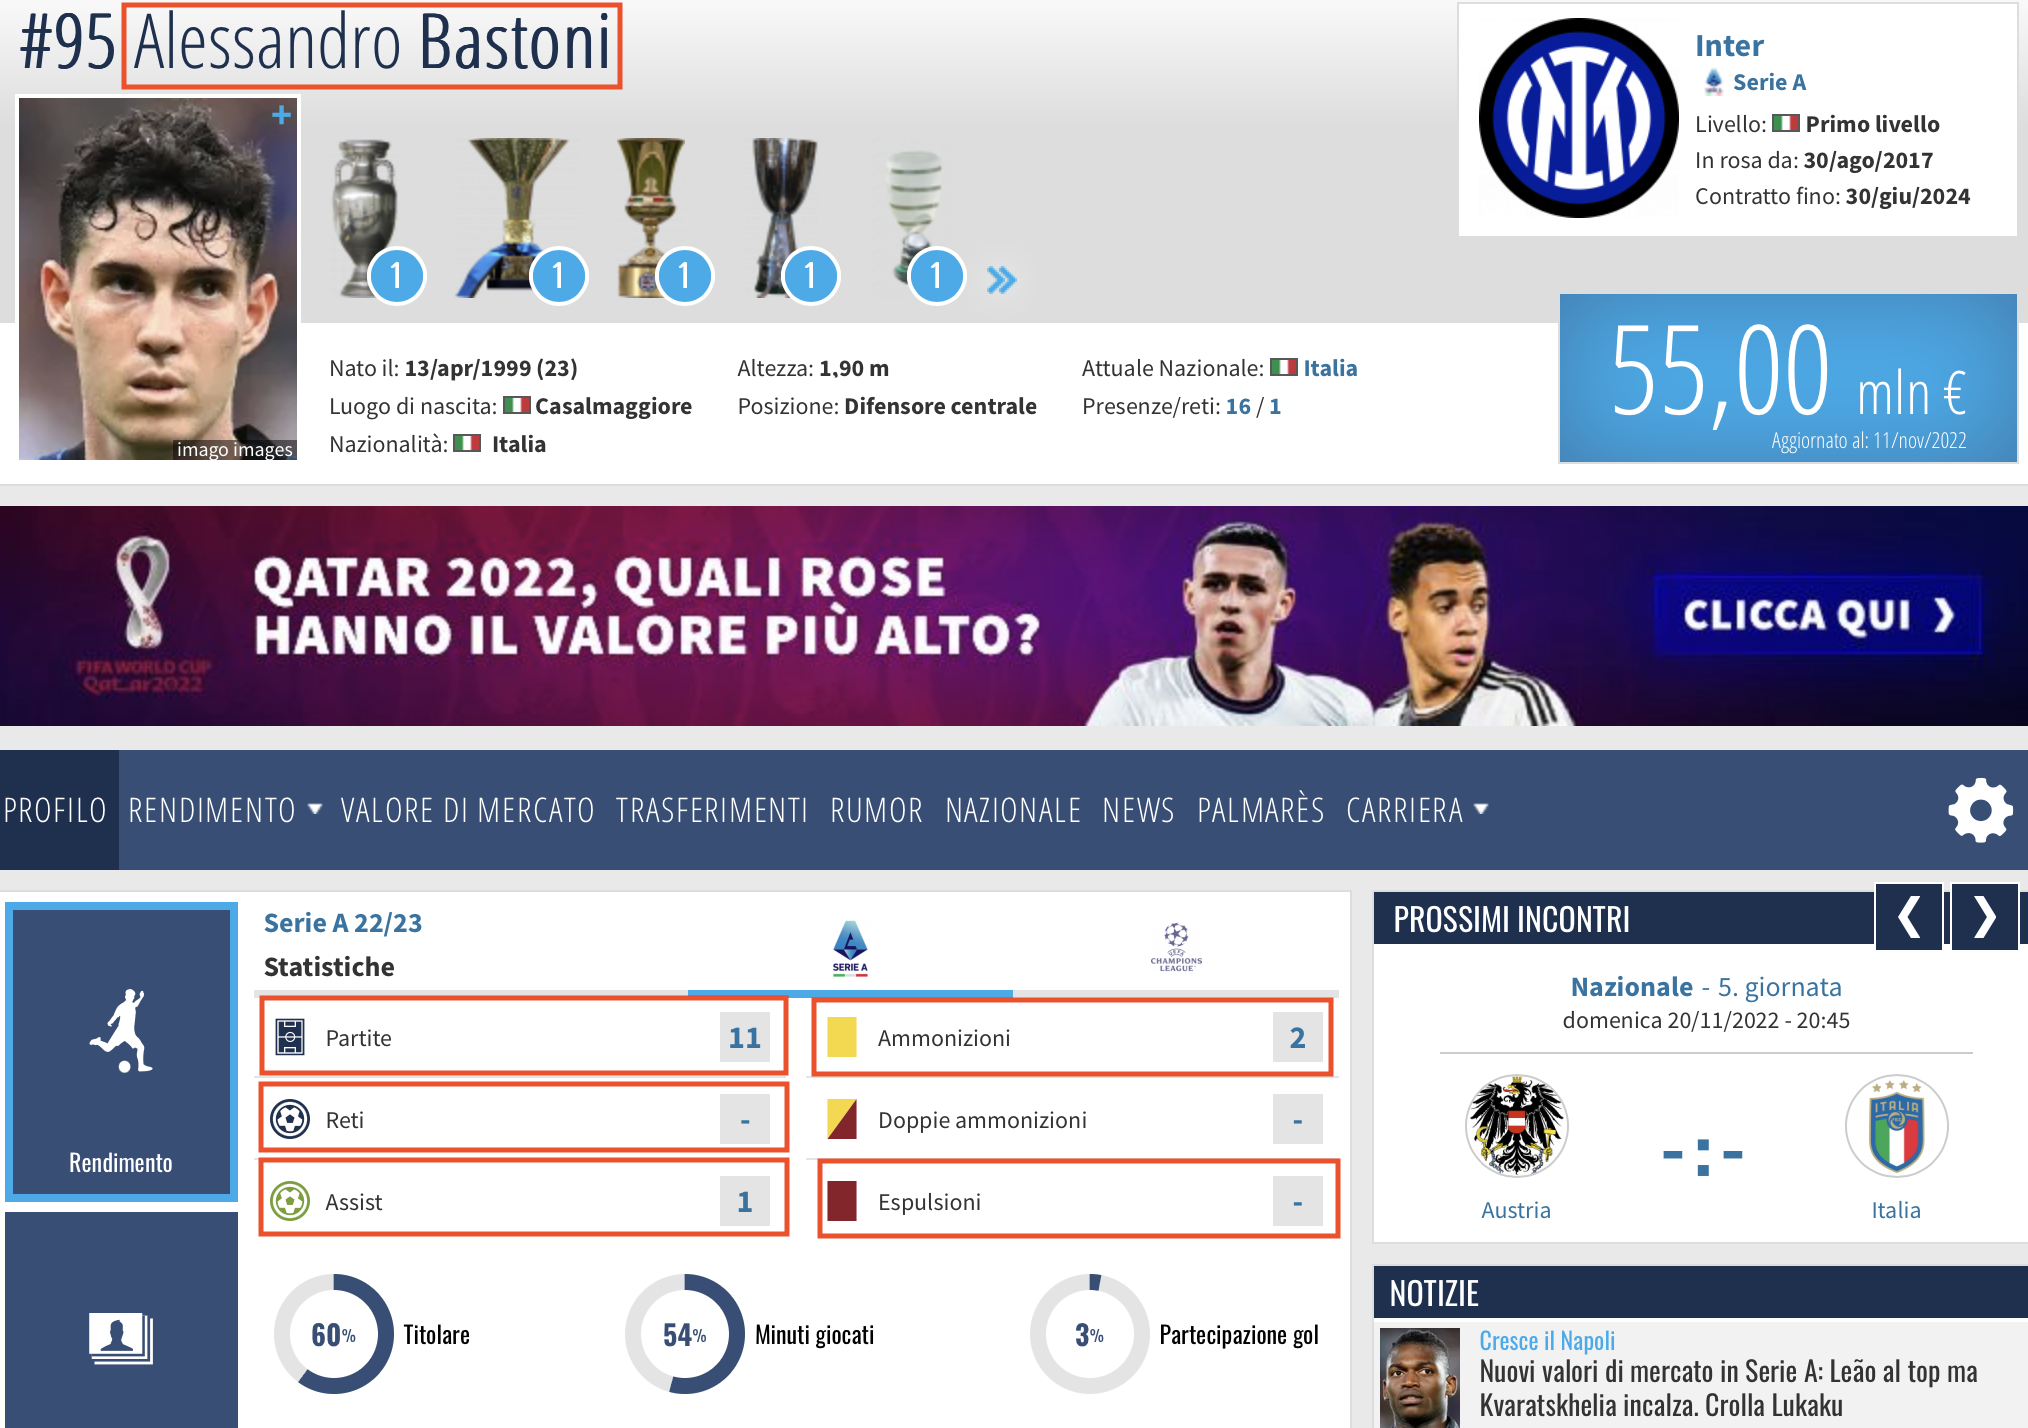 #95 Alessandro Bastoni
+
imago images
1
1
1
1
1
Inter
Serie A
Livello: Primo livello
In rosa da: 30/ago/2017
Contratto fino: 30/giu/2024
Nato il: 13/apr/1999 (23)
Luogo di nascita: Casalmaggiore
Nazionalità: Italia
Altezza: 1,90 m
Posizione: Difensore centrale
Attuale Nazionale: Italia
Presenze/reti: 16 / 1
55,00 mln €
Aggiornato al: 11/nov/2022
FIFA WORLD CUP
Qatar2022
QATAR 2022, QUALI ROSE
HANNO IL VALORE PIÙ ALTO?
CLICCA QUI ❯
PROFILO RENDIMENTO VALORE DI MERCATO TRASFERIMENTI RUMOR NAZIONALE NEWS PALMARÈS CARRIERA
Rendimento
Serie A 22/23
Statistiche
SERIE A
UEFA
CHAMPIONS
LEAGUE
Partite 11
Reti -
Assist 1
Ammonizioni 2
Doppie ammonizioni -
Espulsioni -
60% Titolare
54% Minuti giocati
3% Partecipazione gol
PROSSIMI INCONTRI
Nazionale - 5. giornata
domenica 20/11/2022 - 20:45
ITALIA
-:-
Austria
Italia
NOTIZIE
Cresce il Napoli
Nuovi valori di mercato in Serie A: Leão al top ma
Kvaratskhelia incalza. Crolla Lukaku